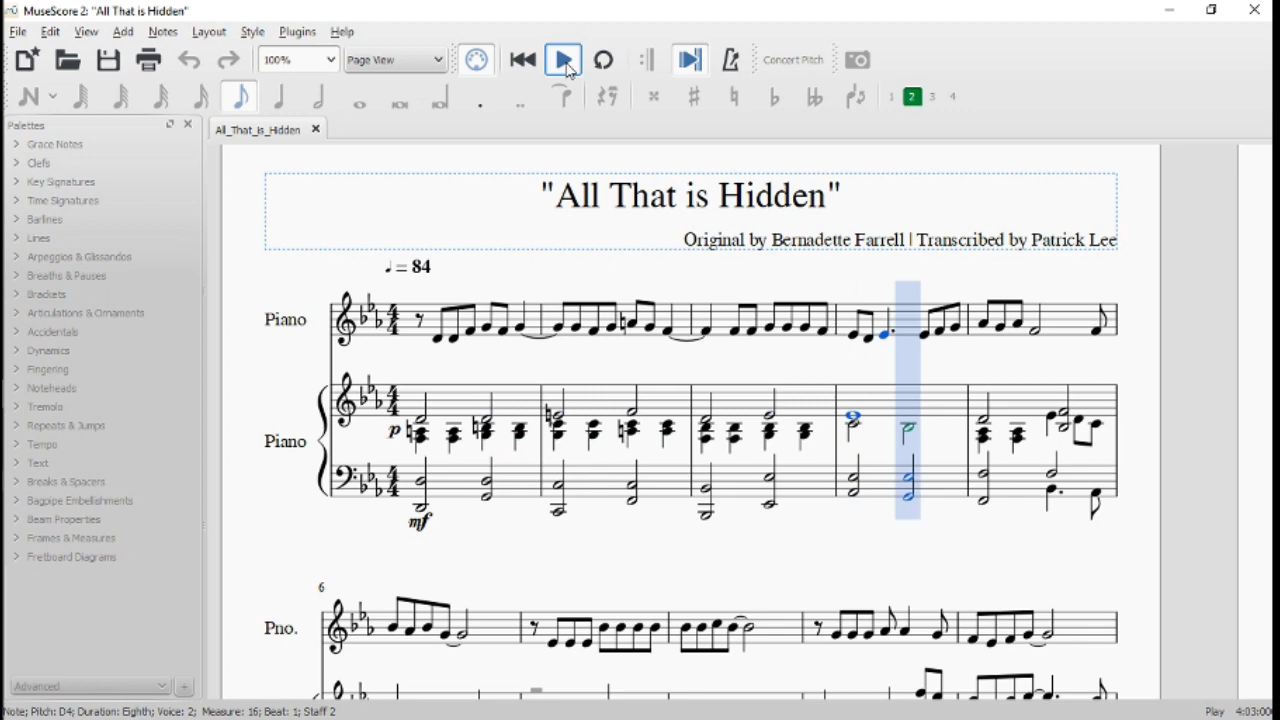 MuseScore 2: "All That is Hidden"
File Edit View Add Notes Layout Style Plugins Help
100% Page View Concert Pitch
1 2 3 4
Palettes
All_That_is_Hidden
Grace Notes
Clefs
Key Signatures
Time Signatures
Barlines
Lines
Arpeggios & Glissandos
Breaths & Pauses
Brackets
Articulations & Ornaments
Accidentals
Dynamics
Fingering
Noteheads
Tremolo
Repeats & Jumps
Tempo
Text
Breaks & Spacers
Bagpipe Embellishments
Beam Properties
Frames & Measures
Fretboard Diagrams
Advanced
"All That is Hidden"
Original by Bernadette Farrell | Transcribed by Patrick Lee
= 84
Piano
Piano
p
mf
6
Pno.
Note; Pitch: D4; Duration: Eighth; Voice: 2; Measure: 16; Beat: 1; Staff 2
Play 4:03:00